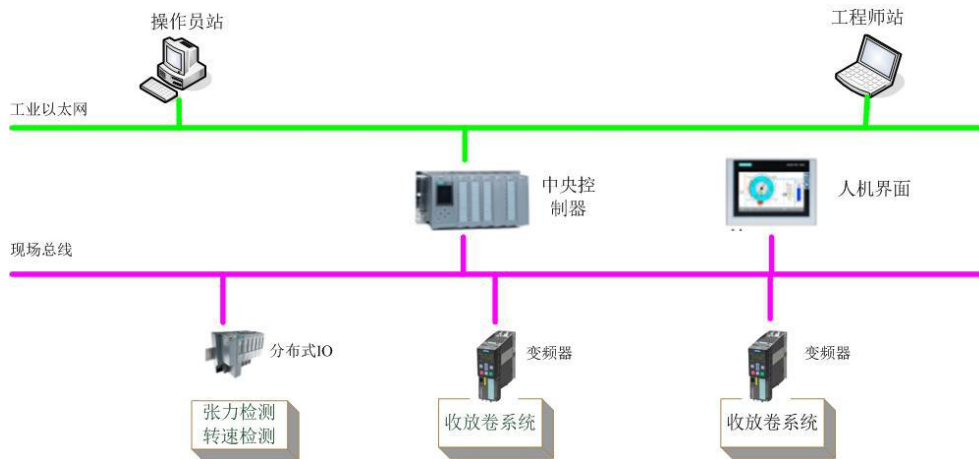 操作员站
工程师站
工业以太网
中央控
制器
人机界面
现场总线
分布式IO
变频器
变频器
张力检测
转速检测
收放卷系统
收放卷系统